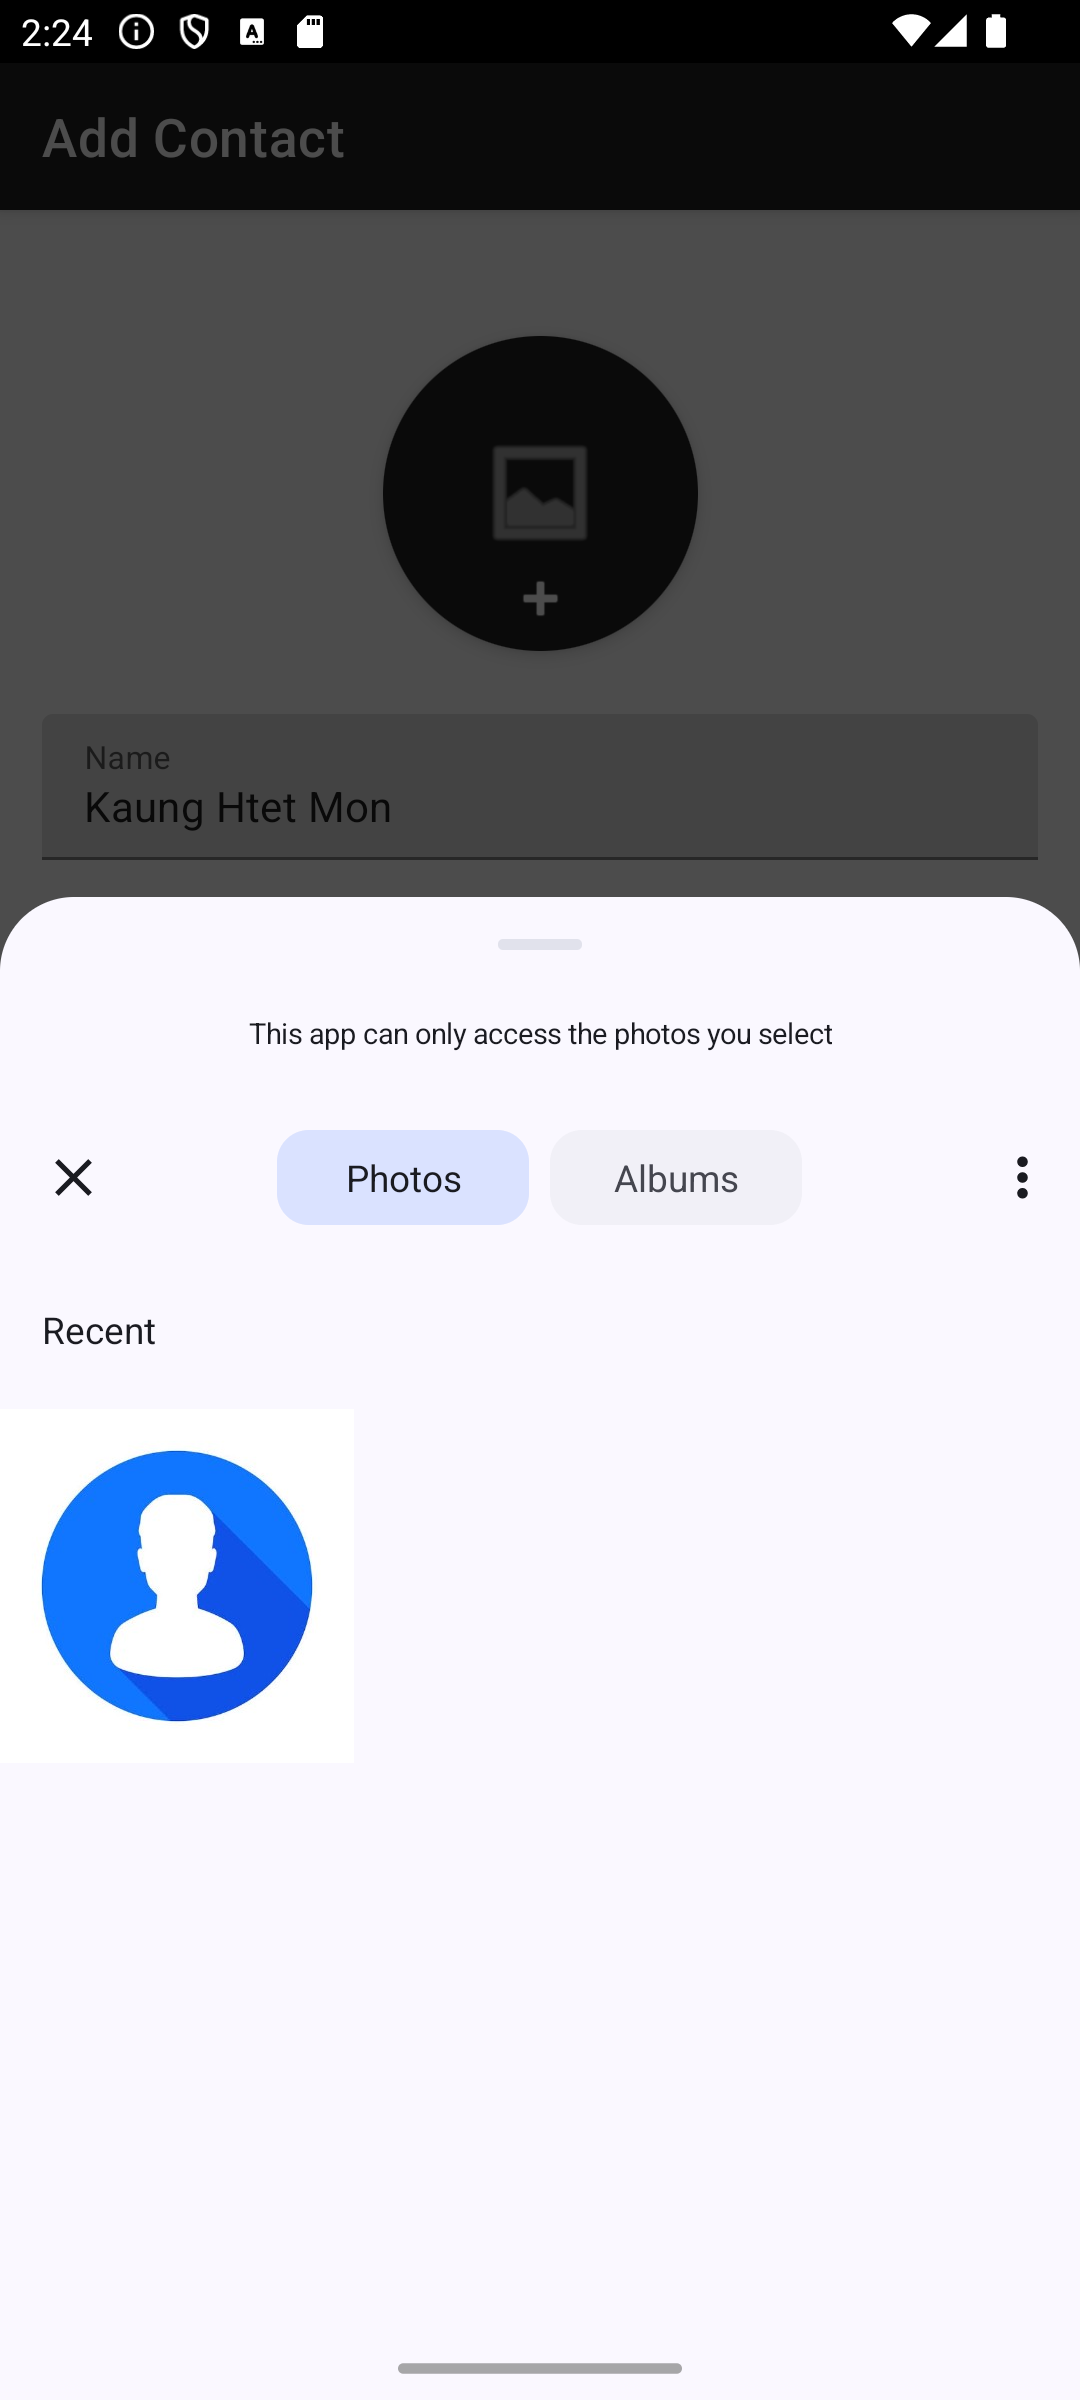 2:24
Add Contact
Name
Kaung Htet Mon
This app can only access the photos you select
Photos
Albums
Recent